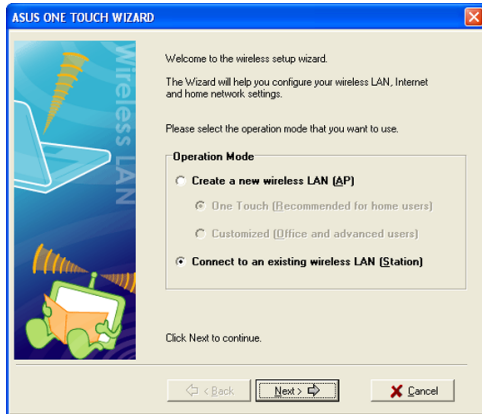 ASUS ONE TOUCH WIZARD
Wireless LAN
Welcome to the wireless setup wizard.
The Wizard will help you configure your wireless LAN, Internet
and home network settings.
Please select the operation mode that you want to use.
Operation Mode
Create a new wireless LAN (AP)
One Touch (Recommended for home users)
Customized (Office and advanced users)
Connect to an existing wireless LAN (Station)
Click Next to continue.
< Back
Next >
Cancel